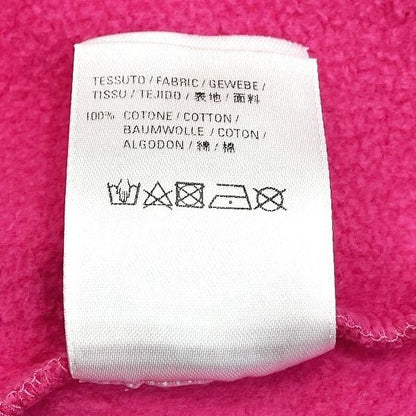 TESSUTO / FABRIC / GEWEBE /
TISSU / TEJIDO / 表地 / 面料
100% COTONE / COTTON /
BAUMWOLLE / COTON /
ALGODON / 綿 / 棉